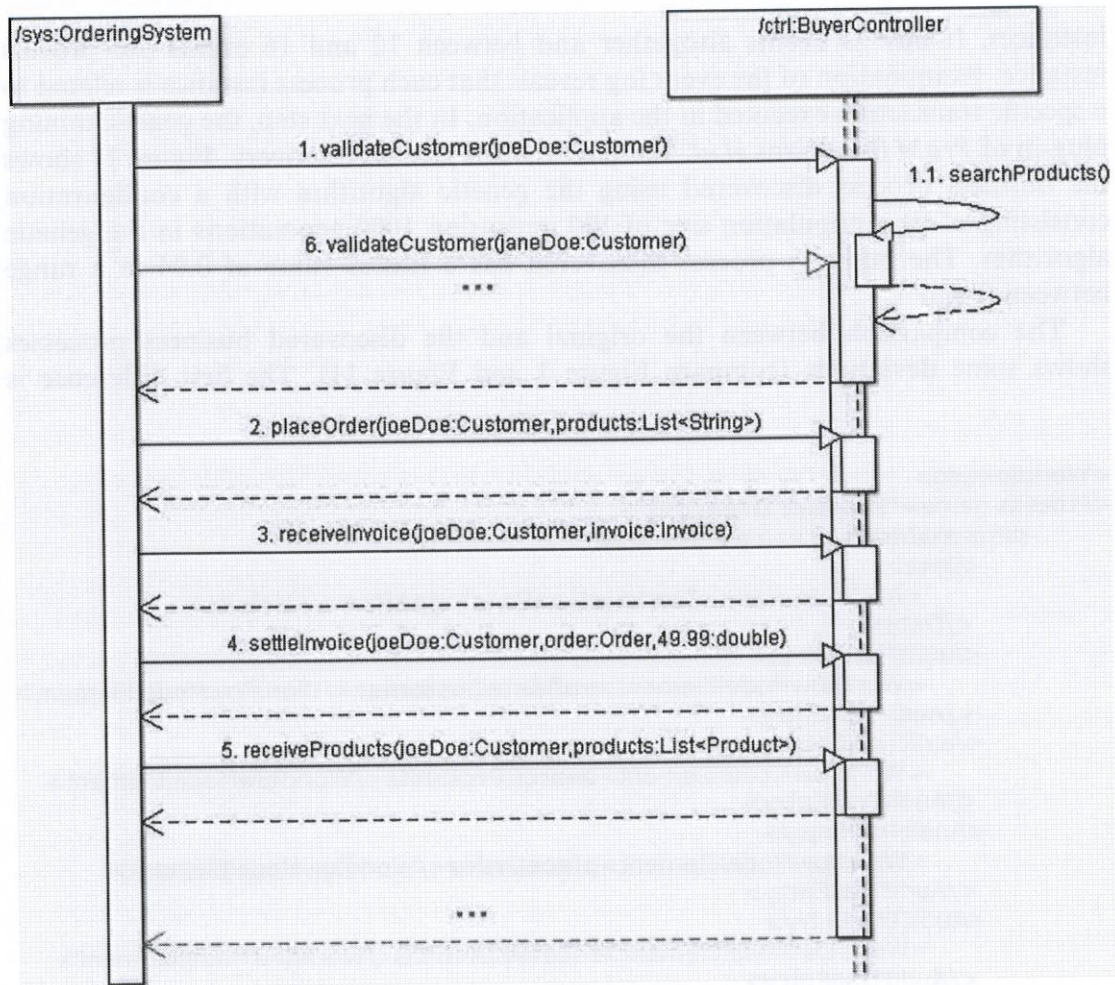 /sys:OrderingSystem
/ctrl:BuyerController
1. validateCustomer(joeDoe:Customer)
1.1. searchProducts()
6. validateCustomer(janeDoe:Customer)
...
2. placeOrder(joeDoe:Customer,products:List<String>)
3. receiveInvoice(joeDoe:Customer,invoice:Invoice)
4. settleInvoice(joeDoe:Customer,order:Order,49.99:double)
5. receiveProducts(joeDoe:Customer,products:List<Product>)
...